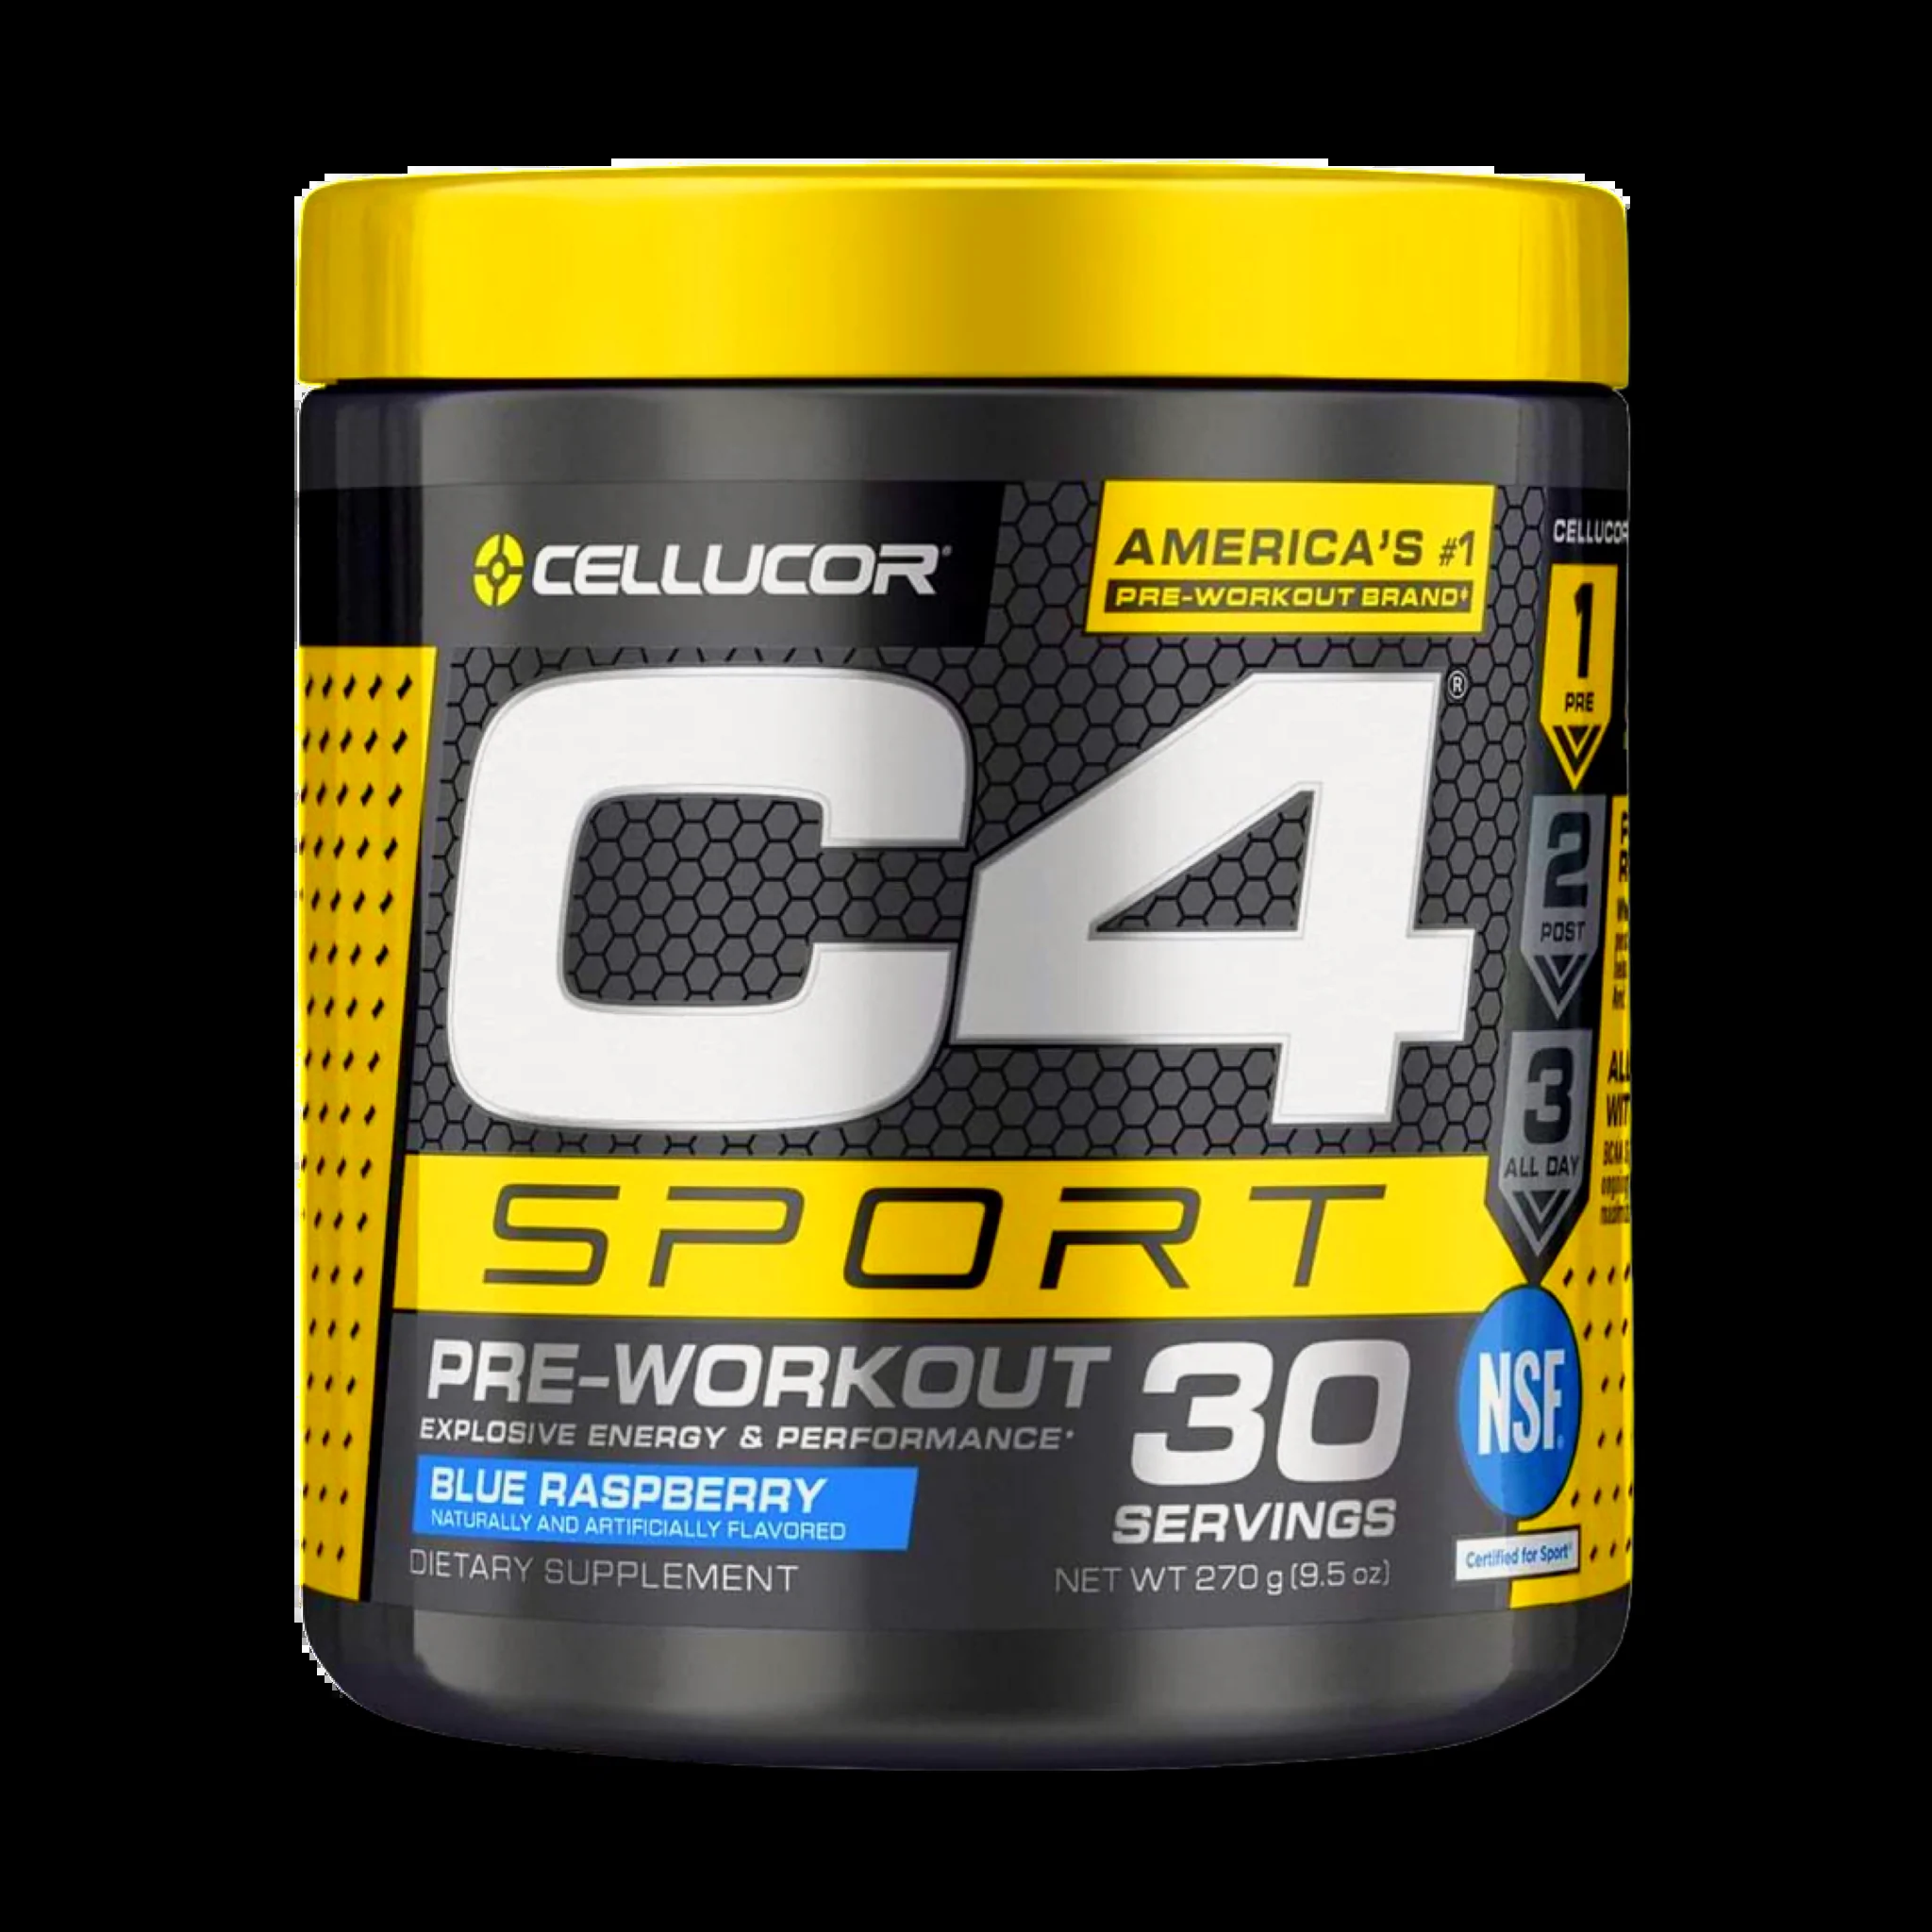 CELLUCOR®
AMERICA'S #1
PRE-WORKOUT BRAND‡
C4®
SPORT
PRE-WORKOUT
EXPLOSIVE ENERGY & PERFORMANCE*
BLUE RASPBERRY
NATURALLY AND ARTIFICIALLY FLAVORED
DIETARY SUPPLEMENT
30
SERVINGS
NET WT 270 g (9.5 oz)
CELLUCOR
1
PRE
2
POST
3
ALL DAY
NSF®
Certified for Sport®
ALL
BCAA